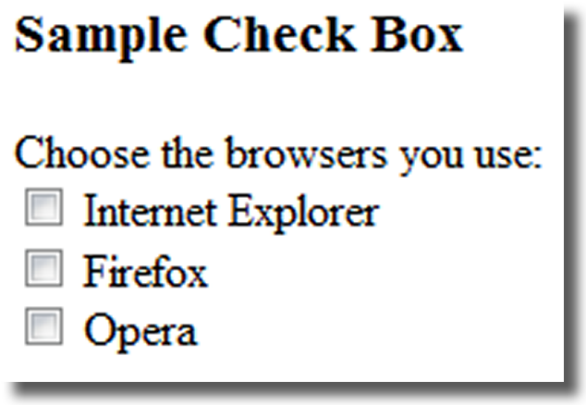 Sample Check Box
Choose the browsers you use:
Internet Explorer
Firefox
Opera